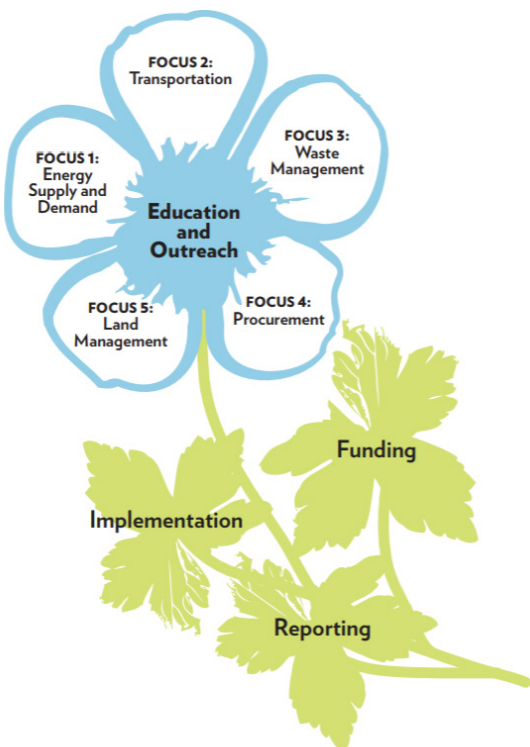 FOCUS 2:
Transportation
FOCUS 3:
Waste
Management
FOCUS 1:
Energy
Supply and
Demand
Education
and
Outreach
FOCUS 4:
Procurement
FOCUS 5:
Land
Management
Funding
Implementation
Reporting